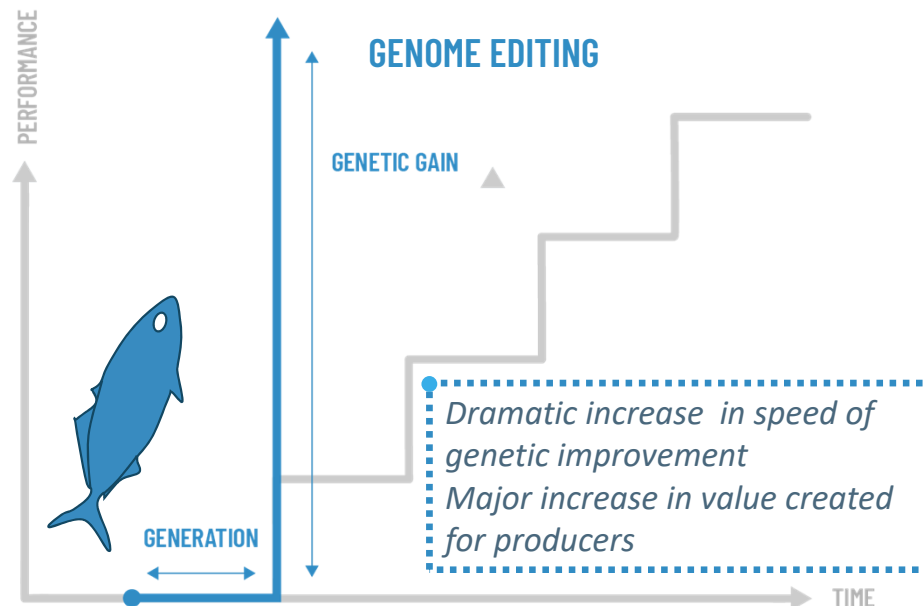 PERFORMANCE
GENOME EDITING
GENETIC GAIN
Dramatic increase  in speed of
genetic improvement
Major increase in value created
for producers
GENERATION
TIME